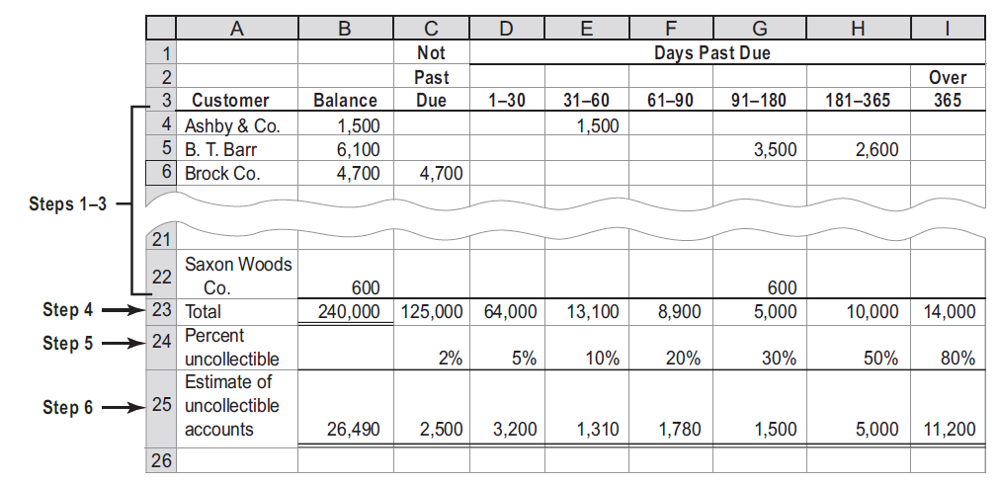 A B C D E F G H I
1 Not Days Past Due
2 Past Over
3 Customer Balance Due 1–30 31–60 61–90 91–180 181–365 365
4 Ashby & Co. 1,500 1,500
5 B. T. Barr 6,100 3,500 2,600
6 Brock Co. 4,700 4,700
Steps 1–3
21
22 Saxon Woods
Co. 600 600
Step 4 23 Total 240,000 125,000 64,000 13,100 8,900 5,000 10,000 14,000
Step 5 24 Percent
uncollectible 2% 5% 10% 20% 30% 50% 80%
Estimate of
Step 6 25 uncollectible
accounts 26,490 2,500 3,200 1,310 1,780 1,500 5,000 11,200
26